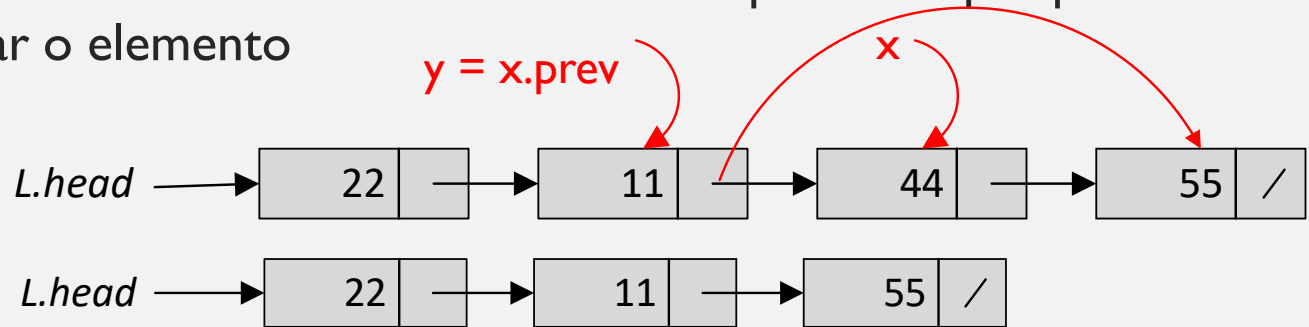 ar o elemento
y = x.prev
x
L.head 22 11 44 55 /
L.head 22 11 55 /